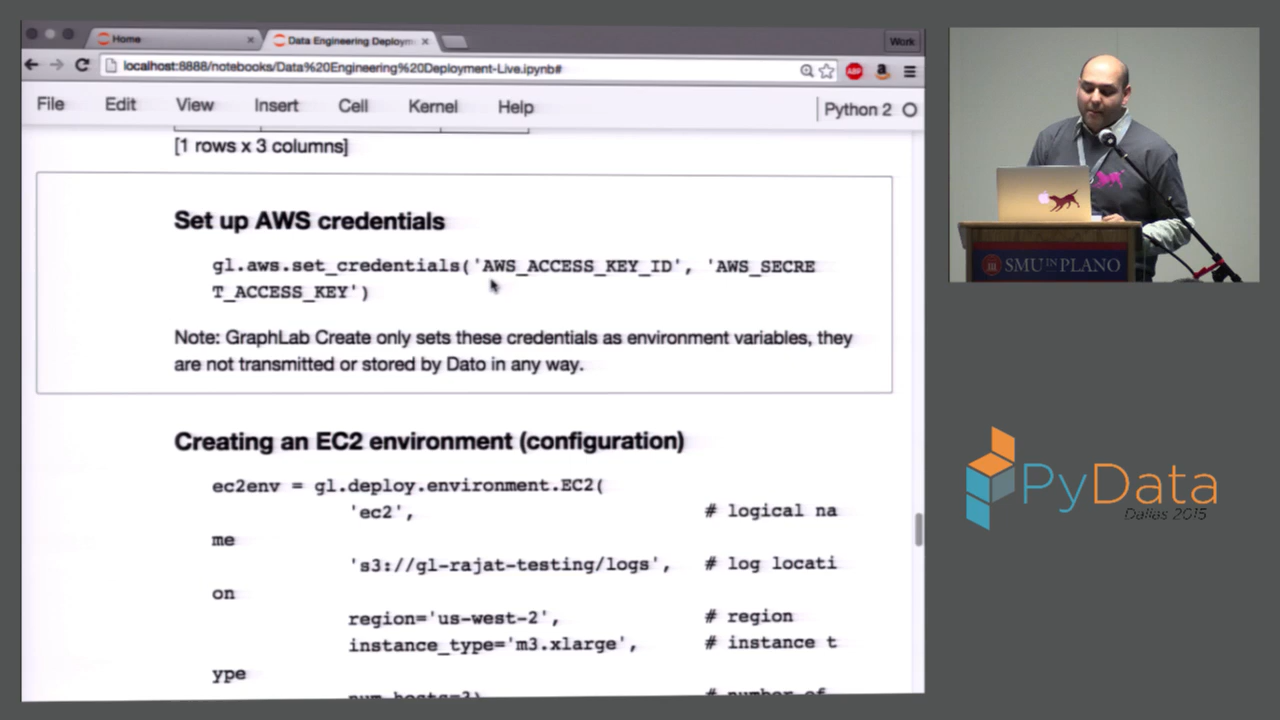 Home
Data Engineering Deploym
Work
localhost:8888/notebooks/Data%20Engineering%20Deployment-Live.ipynb#
ABP
File Edit View Insert Cell Kernel Help
Python 2
[1 rows x 3 columns]
Set up AWS credentials
gl.aws.set_credentials('AWS_ACCESS_KEY_ID', 'AWS_SECRE
T_ACCESS_KEY')
Note: GraphLab Create only sets these credentials as environment variables, they
are not transmitted or stored by Dato in any way.
Creating an EC2 environment (configuration)
ec2env = gl.deploy.environment.EC2(
'ec2', # logical na
me
's3://gl-rajat-testing/logs', # log locati
on
region='us-west-2', # region
instance_type='m3.xlarge', # instance t
ype
num_hosts=3) # number of
SMU IN PLANO
PyData
Dallas 2015